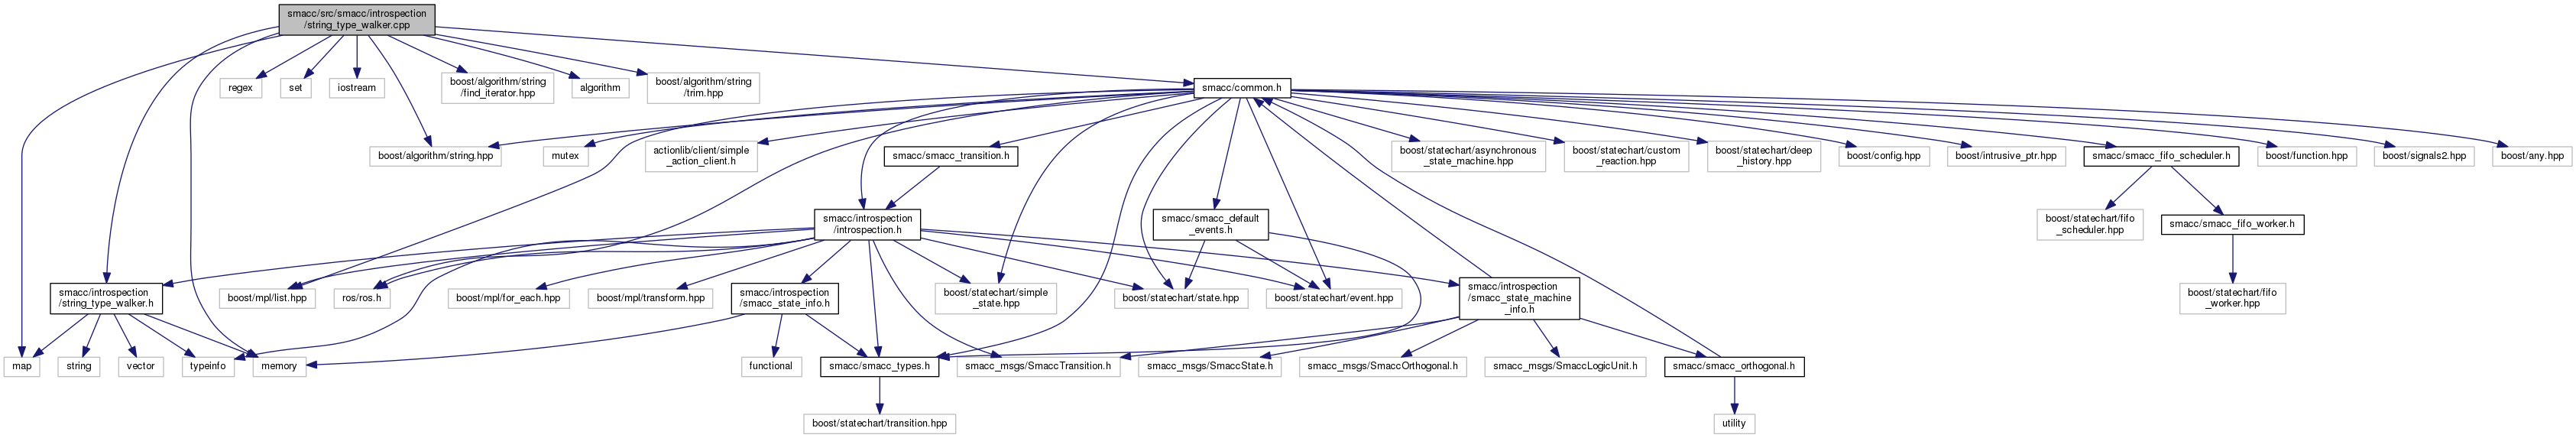 smacc/src/smacc/introspection
/string_type_walker.cpp
regex
set
iostream
boost/algorithm/string
/find_iterator.hpp
algorithm
boost/algorithm/string
/trim.hpp
smacc/common.h
boost/algorithm/string.hpp
mutex
actionlib/client/simple
_action_client.h
smacc/smacc_transition.h
boost/statechart/asynchronous
_state_machine.hpp
boost/statechart/custom
_reaction.hpp
boost/statechart/deep
_history.hpp
boost/config.hpp
boost/intrusive_ptr.hpp
smacc/smacc_fifo_scheduler.h
boost/function.hpp
boost/signals2.hpp
boost/any.hpp
smacc/introspection
/introspection.h
smacc/smacc_default
_events.h
boost/statechart/fifo
_scheduler.hpp
smacc/smacc_fifo_worker.h
smacc/introspection
/string_type_walker.h
boost/mpl/list.hpp
ros/ros.h
boost/mpl/for_each.hpp
boost/mpl/transform.hpp
smacc/introspection
/smacc_state_info.h
boost/statechart/simple
_state.hpp
boost/statechart/state.hpp
boost/statechart/event.hpp
smacc/introspection
/smacc_state_machine
_info.h
boost/statechart/fifo
_worker.hpp
map
string
vector
typeinfo
memory
functional
smacc/smacc_types.h
smacc_msgs/SmaccTransition.h
smacc_msgs/SmaccState.h
smacc_msgs/SmaccOrthogonal.h
smacc_msgs/SmaccLogicUnit.h
smacc/smacc_orthogonal.h
boost/statechart/transition.hpp
utility